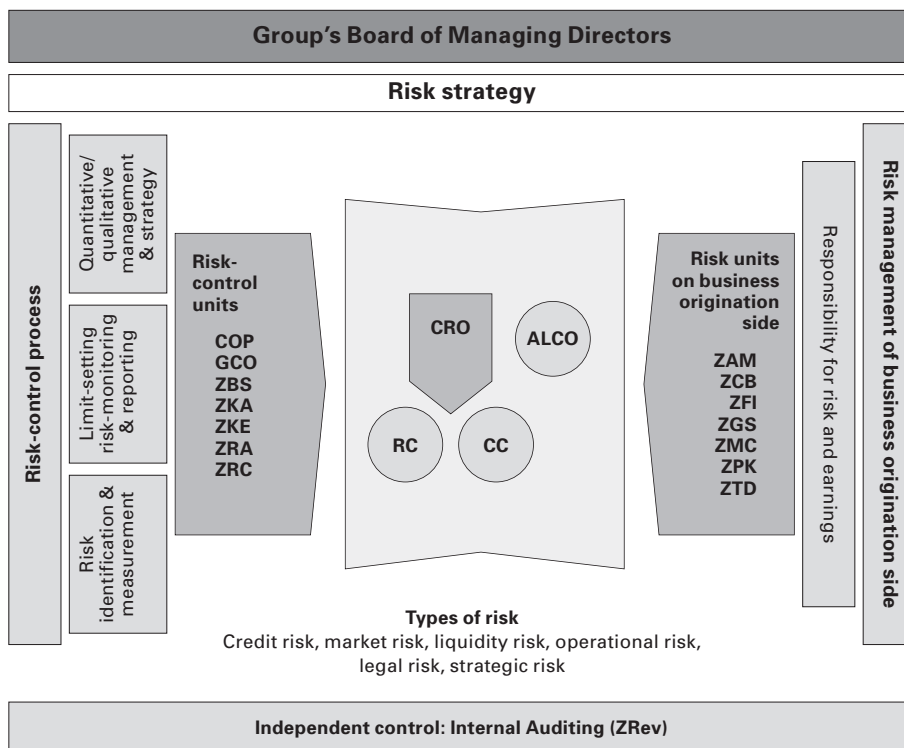 Group's Board of Managing Directors
Risk strategy
Risk-control process
Quantitative/
qualitative
management
& strategy
Limit-setting
risk-monitoring
& reporting
Risk
identification &
measurement
Risk-
control
units
COP
GCO
ZBS
ZKA
ZKE
ZRA
ZRC
CRO
ALCO
RC
CC
Risk units
on business
origination
side
ZAM
ZCB
ZFI
ZGS
ZMC
ZPK
ZTD
Responsibility for risk and earnings
Risk management of business origination side
Types of risk
Credit risk, market risk, liquidity risk, operational risk,
legal risk, strategic risk
Independent control: Internal Auditing (ZRev)